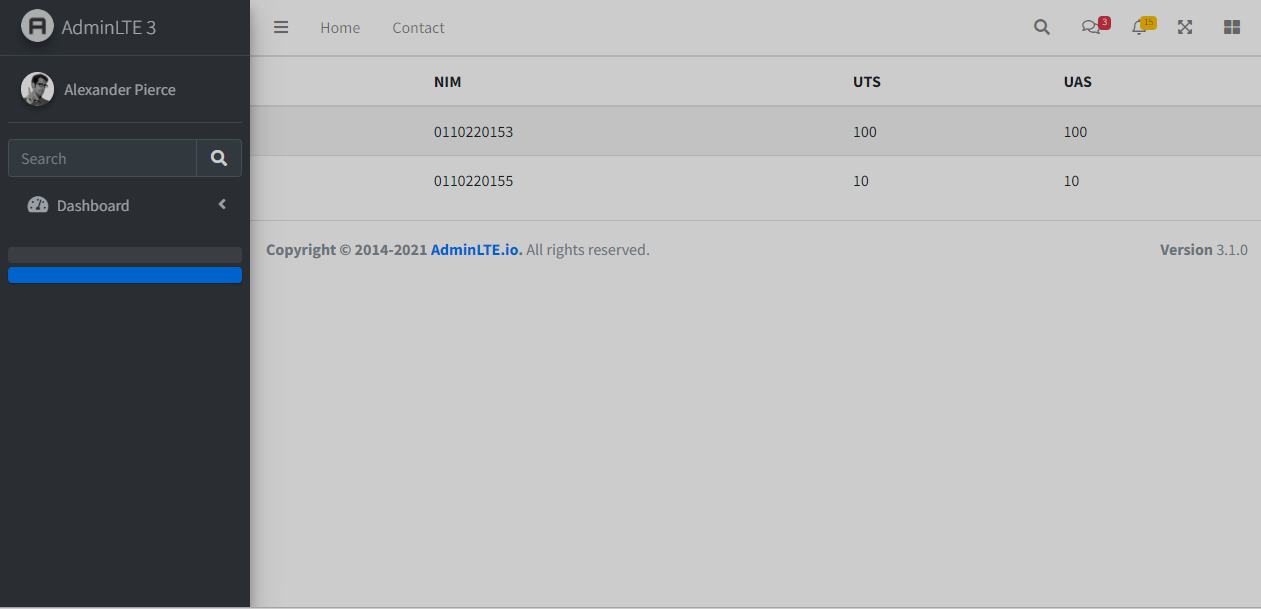 AdminLTE 3
Home Contact 3 15
Alexander Pierce
Search
Dashboard
NIM UTS UAS
0110220153 100 100
0110220155 10 10
Copyright © 2014-2021 AdminLTE.io. All rights reserved. Version 3.1.0